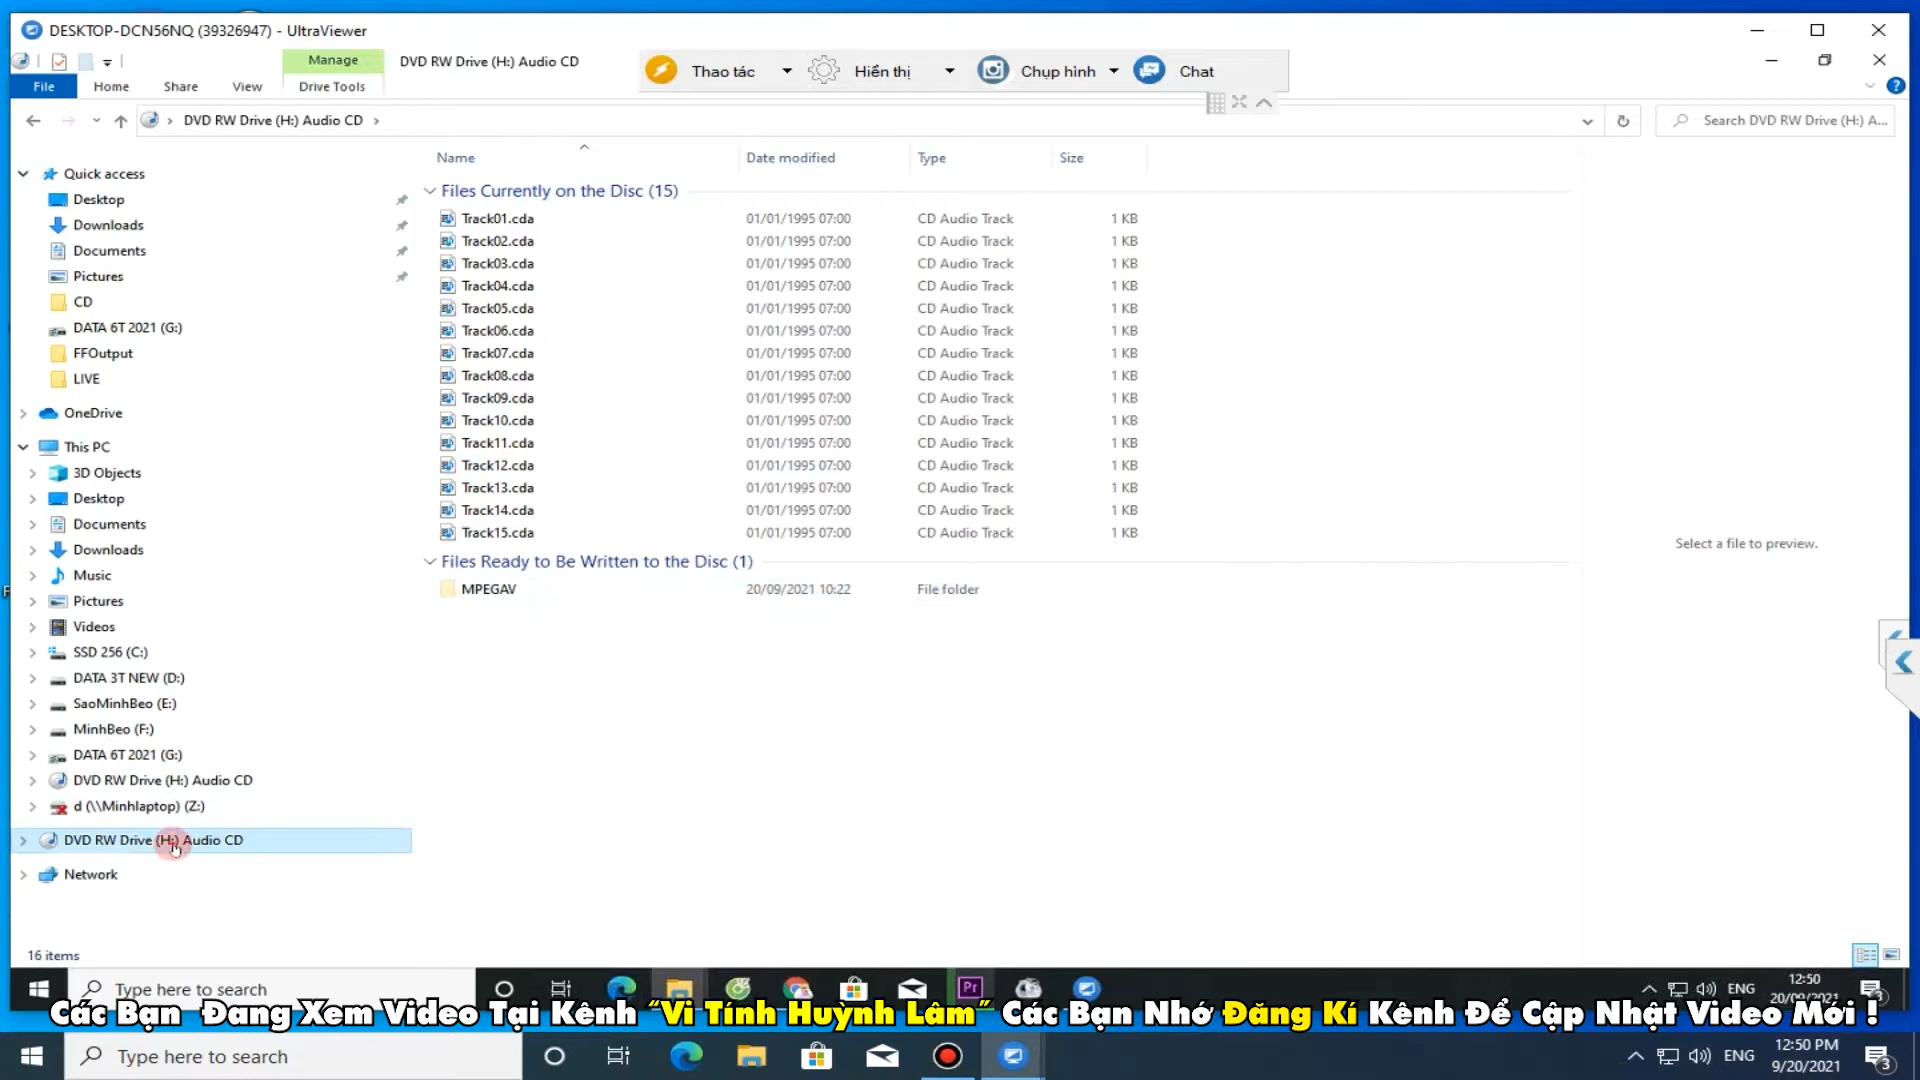 DESKTOP-DCN56NQ (39326947) - UltraViewer
Manage
DVD RW Drive (H:) Audio CD
Thao tác
Hiển thị
Chụp hình
Chat
File
Home
Share
View
Drive Tools
DVD RW Drive (H:) Audio CD
Search DVD RW Drive (H:) A...
Name
Date modified
Type
Size
Quick access
Desktop
Downloads
Documents
Pictures
CD
DATA 6T 2021 (G:)
FFOutput
LIVE
OneDrive
This PC
3D Objects
Desktop
Documents
Downloads
Music
Pictures
Videos
SSD 256 (C:)
DATA 3T NEW (D:)
SaoMinhBeo (E:)
MinhBeo (F:)
DATA 6T 2021 (G:)
DVD RW Drive (H:) Audio CD
d (\\Minhlaptop) (Z:)
DVD RW Drive (H:) Audio CD
Network
Files Currently on the Disc (15)
Track01.cda 01/01/1995 07:00 CD Audio Track 1 KB
Track02.cda 01/01/1995 07:00 CD Audio Track 1 KB
Track03.cda 01/01/1995 07:00 CD Audio Track 1 KB
Track04.cda 01/01/1995 07:00 CD Audio Track 1 KB
Track05.cda 01/01/1995 07:00 CD Audio Track 1 KB
Track06.cda 01/01/1995 07:00 CD Audio Track 1 KB
Track07.cda 01/01/1995 07:00 CD Audio Track 1 KB
Track08.cda 01/01/1995 07:00 CD Audio Track 1 KB
Track09.cda 01/01/1995 07:00 CD Audio Track 1 KB
Track10.cda 01/01/1995 07:00 CD Audio Track 1 KB
Track11.cda 01/01/1995 07:00 CD Audio Track 1 KB
Track12.cda 01/01/1995 07:00 CD Audio Track 1 KB
Track13.cda 01/01/1995 07:00 CD Audio Track 1 KB
Track14.cda 01/01/1995 07:00 CD Audio Track 1 KB
Track15.cda 01/01/1995 07:00 CD Audio Track 1 KB
Files Ready to Be Written to the Disc (1)
MPEGAV 20/09/2021 10:22 File folder
Select a file to preview.
16 items
Type here to search
Pr
ENG
12:50
20/09/2021
Các Bạn Đang Xem Video Tại Kênh "Vi Tính Huỳnh Lâm" Các Bạn Nhớ Đăng Kí Kênh Để Cập Nhật Video Mới !
Type here to search
ENG
12:50 PM
9/20/2021
3